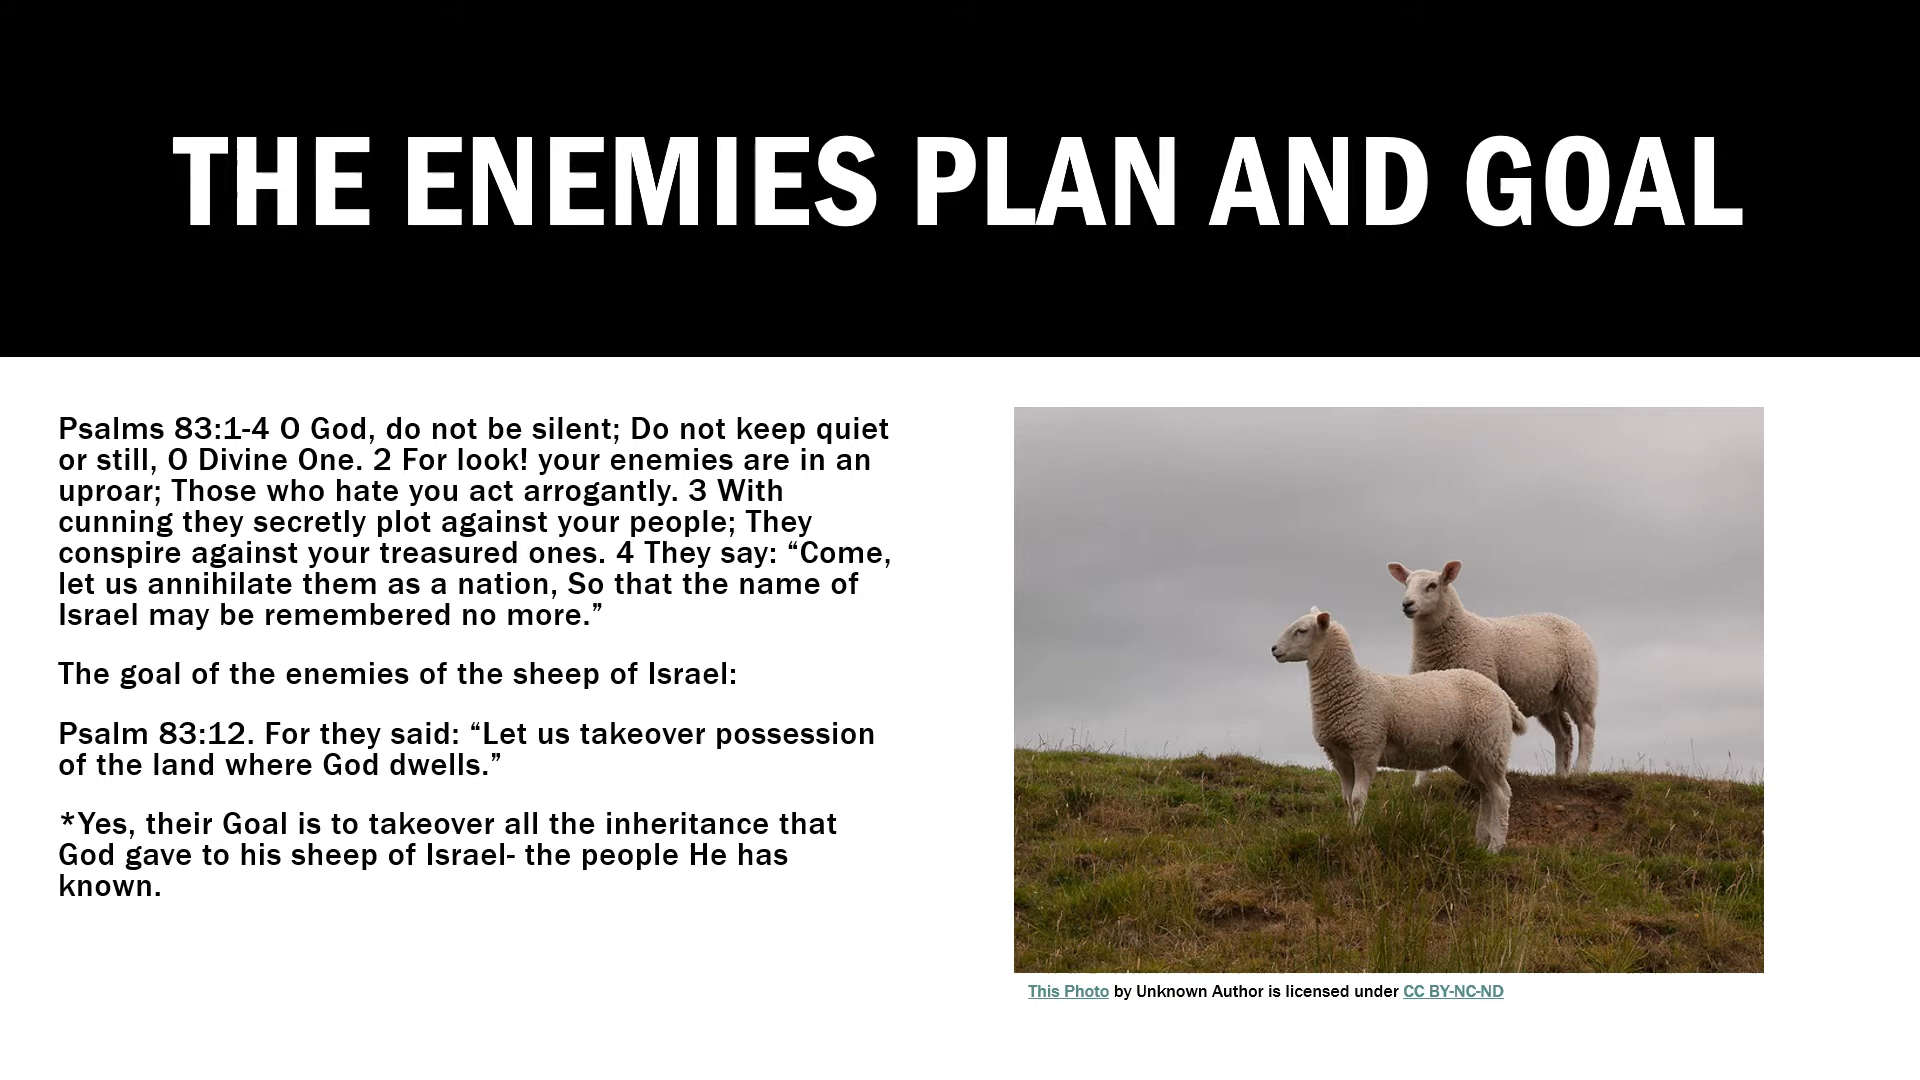 THE ENEMIES PLAN AND GOAL
Psalms 83:1-4 O God, do not be silent; Do not keep quiet
or still, O Divine One. 2 For look! your enemies are in an
uproar; Those who hate you act arrogantly. 3 With
cunning they secretly plot against your people; They
conspire against your treasured ones. 4 They say: “Come,
let us annihilate them as a nation, So that the name of
Israel may be remembered no more.”
The goal of the enemies of the sheep of Israel:
Psalm 83:12. For they said: “Let us takeover possession
of the land where God dwells.”
*Yes, their Goal is to takeover all the inheritance that
God gave to his sheep of Israel- the people He has
known.
This Photo by Unknown Author is licensed under CC BY-NC-ND